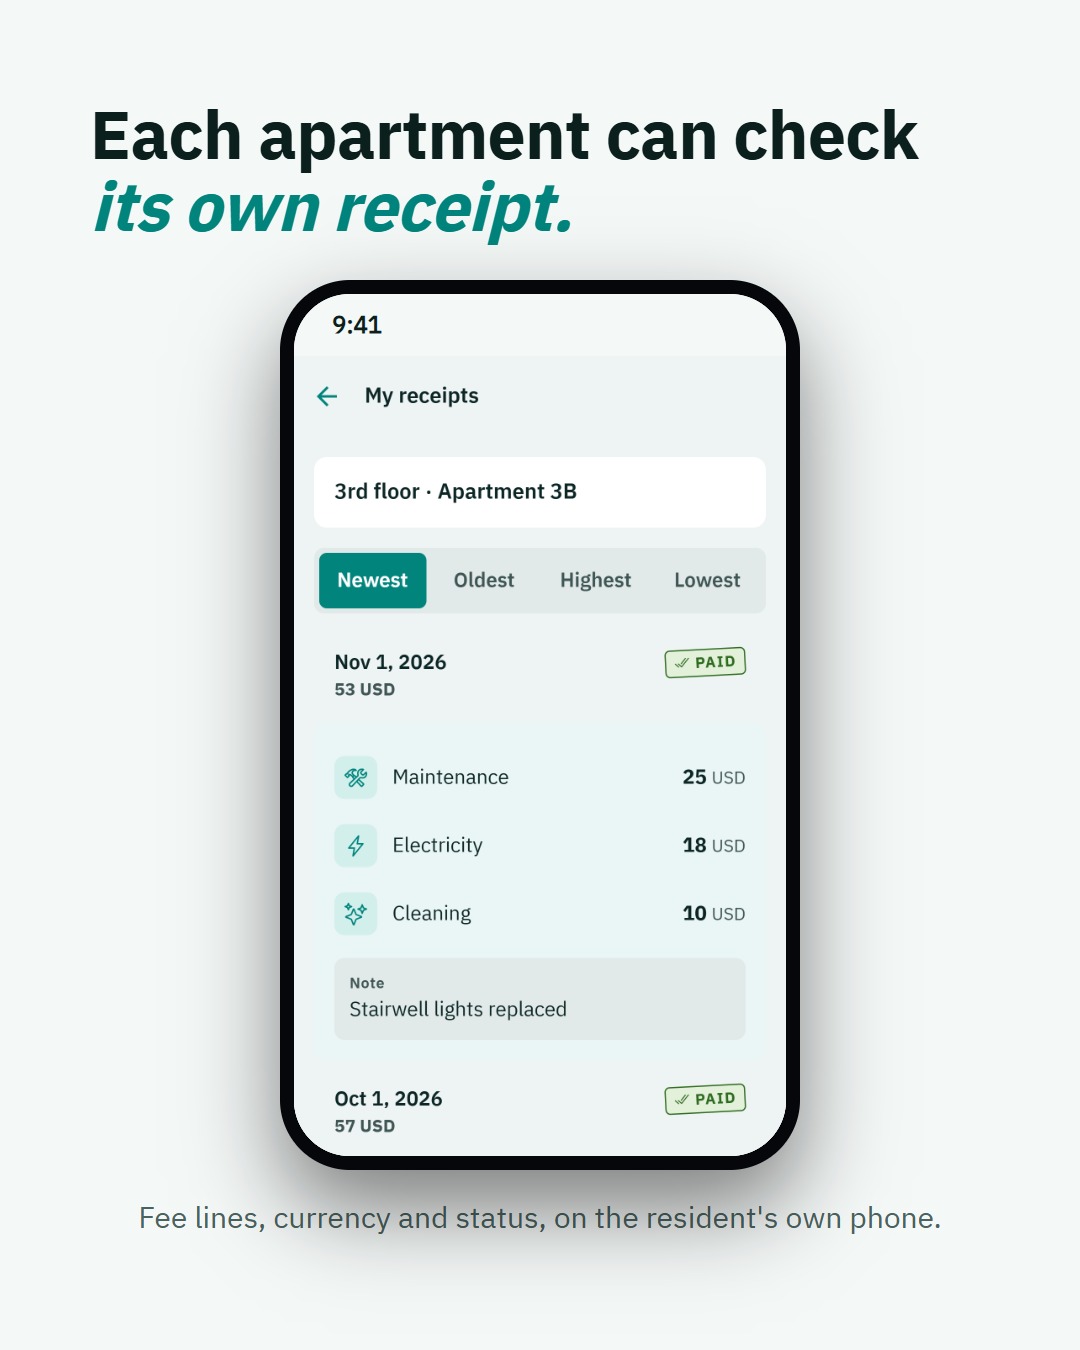 Each apartment can check
its own receipt.
9:41
My receipts
3rd floor · Apartment 3B
Newest Oldest Highest Lowest
Nov 1, 2026 PAID
53 USD
Maintenance 25 USD
Electricity 18 USD
Cleaning 10 USD
Note
Stairwell lights replaced
Oct 1, 2026 PAID
57 USD
Fee lines, currency and status, on the resident's own phone.